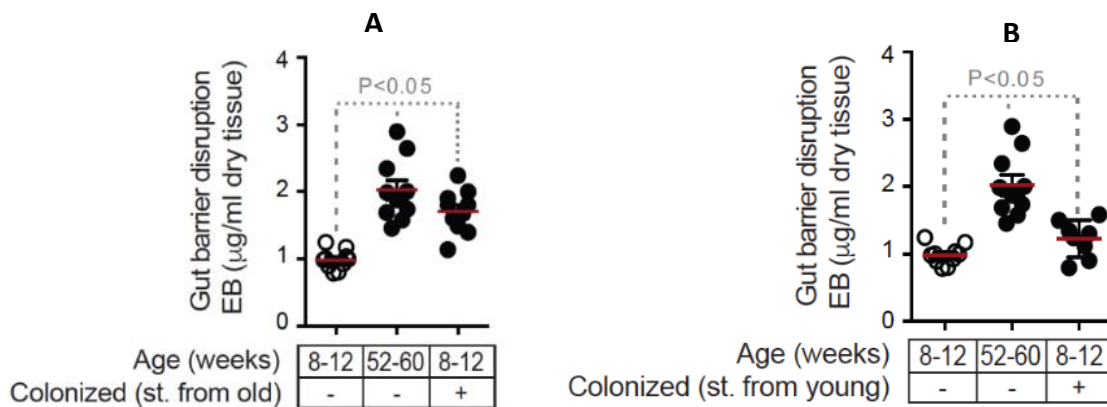 A
Gut barrier disruption
EB (μg/ml dry tissue)
4
3
2
1
0
P<0.05
Age (weeks) 8-12 52-60 8-12
Colonized (st. from old) - - +
B
Gut barrier disruption
EB (μg/ml dry tissue)
4
3
2
1
0
P<0.05
Age (weeks) 8-12 52-60 8-12
Colonized (st. from young) - - +